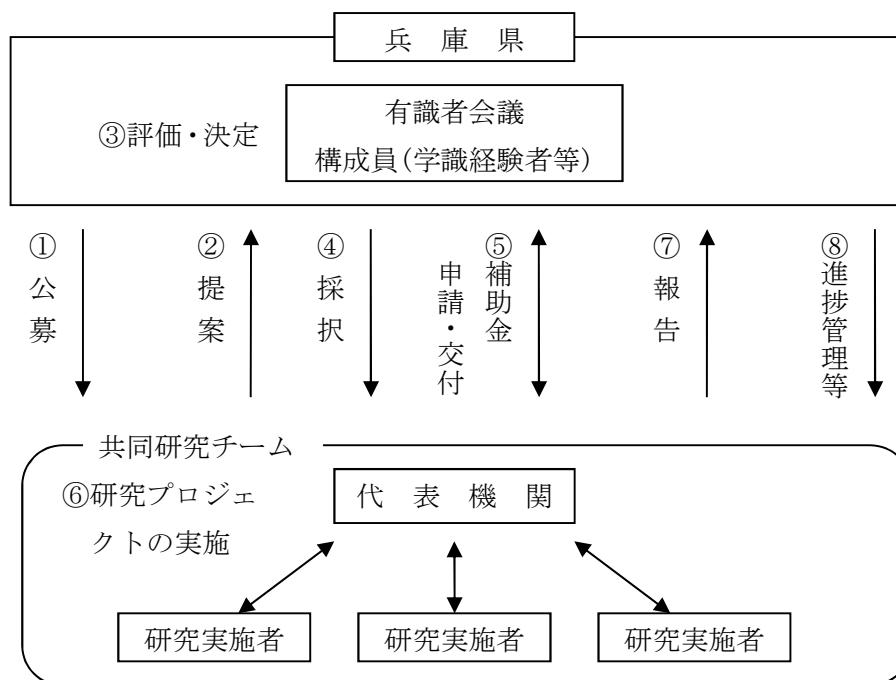 兵 庫 県
③評価・決定
有識者会議
構成員(学識経験者等)
①公募
②提案
④採択
⑤補助金
申請・交付
⑦報告
⑧進捗管理等
共同研究チーム
⑥研究プロジェ
クトの実施
代 表 機 関
研究実施者
研究実施者
研究実施者